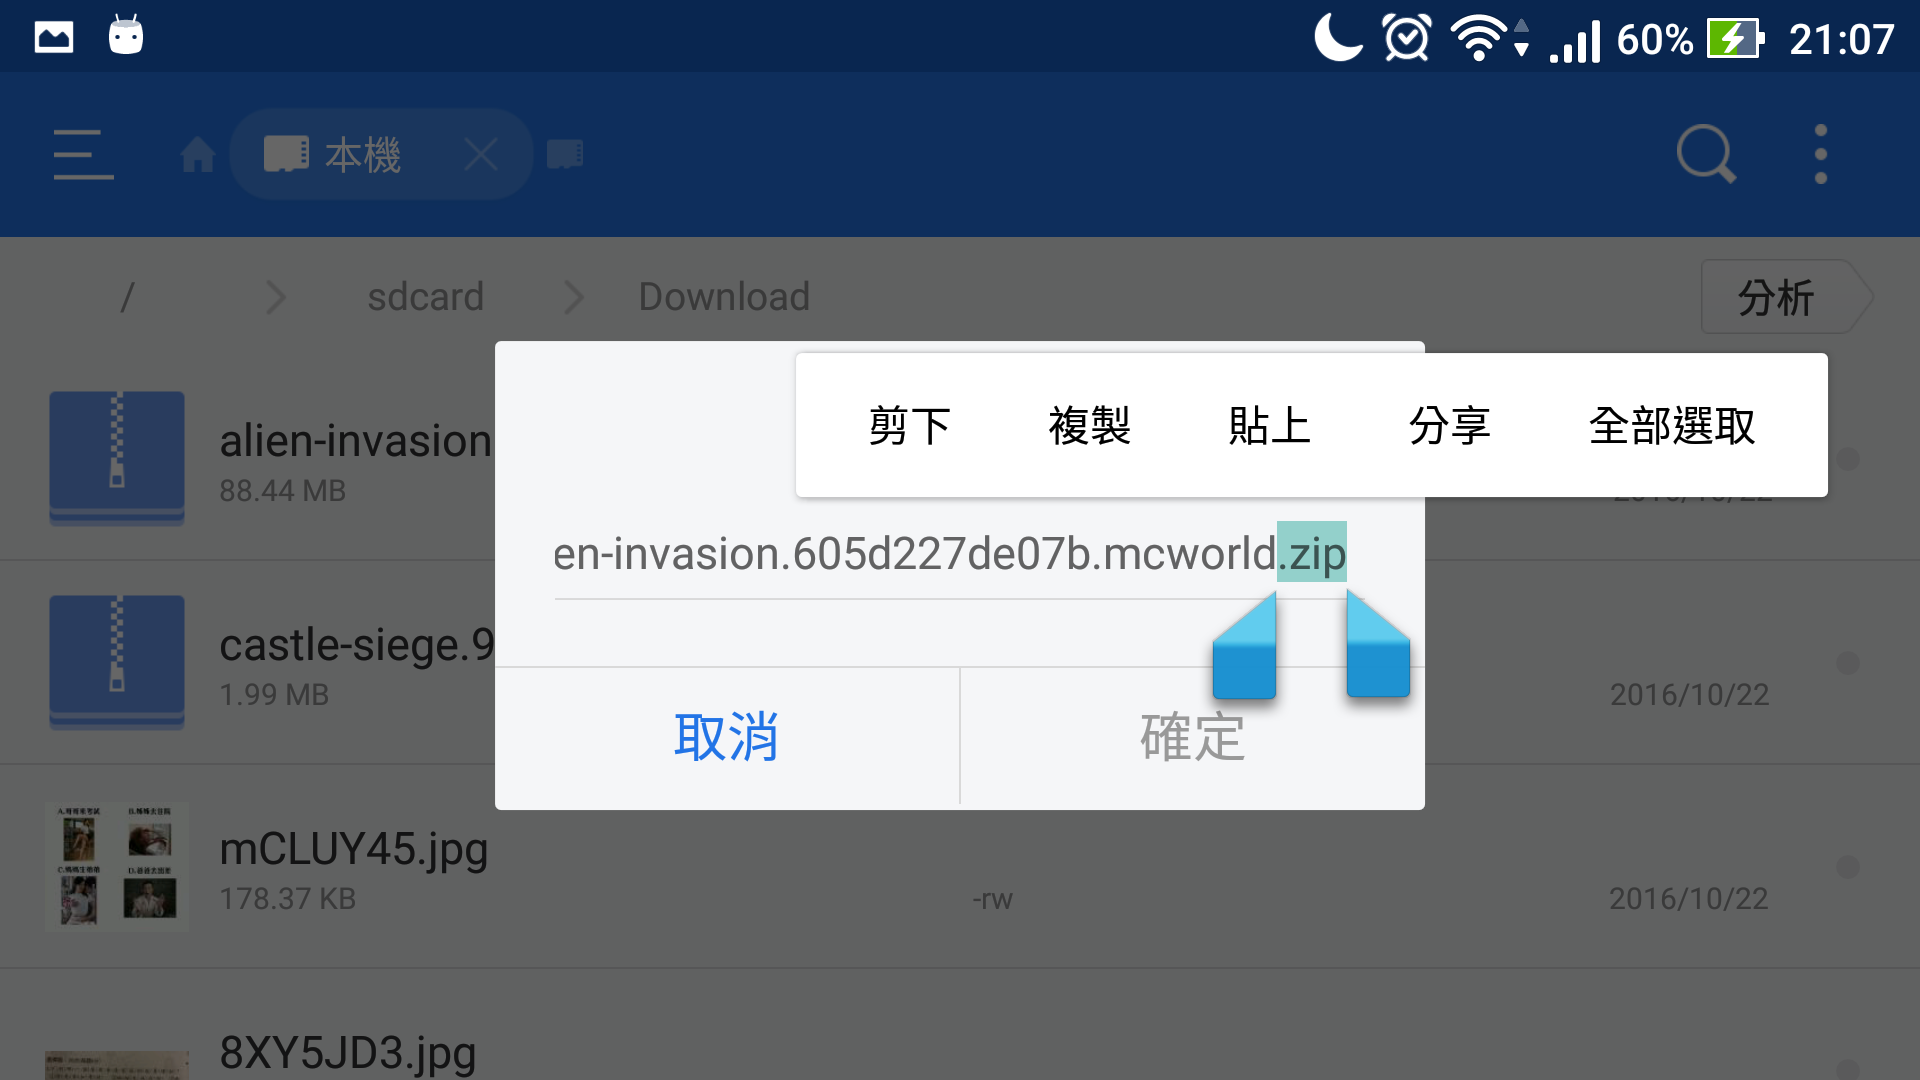 60% 21:07
本機
/ sdcard Download 分析
剪下 複製 貼上 分享 全部選取
alien-invasion
88.44 MB
en-invasion.605d227de07b.mcworld.zip
castle-siege.9
1.99 MB 2016/10/22
取消 確定
mCLUY45.jpg
178.37 KB -rw 2016/10/22
8XY5JD3.jpg